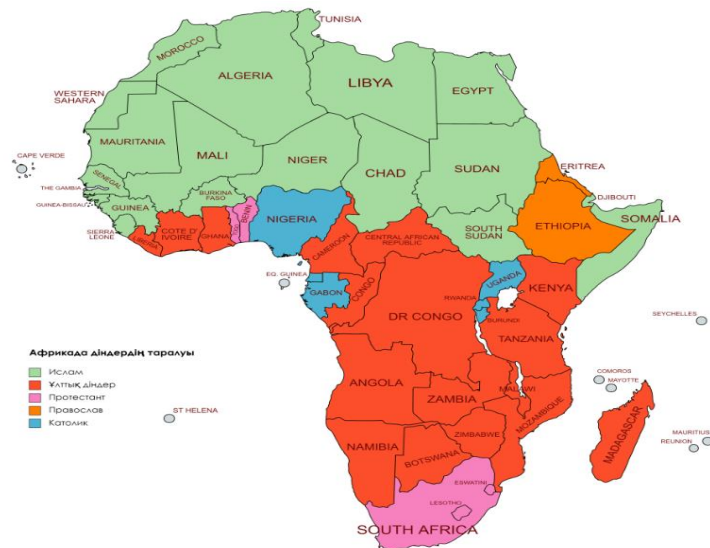 TUNISIA
MOROCCO
ALGERIA
LIBYA
EGYPT
WESTERN
SAHARA
MAURITANIA
MALI
NIGER
CHAD
SUDAN
ERITREA
CAPE VERDE
SENEGAL
THE GAMBIA
GUINEA-BISSAU
GUINEA
BURKINA
FASO
BENIN
TOGO
NIGERIA
DJIBOUTI
SOMALIA
ETHIOPIA
SOUTH
SUDAN
SIERRA
LEONE
LIBERIA
COTE D'
IVOIRE
GHANA
CAMEROON
CENTRAL AFRICAN
REPUBLIC
EQ. GUINEA
GABON
CONGO
UGANDA
KENYA
RWANDA
BURUNDI
DR CONGO
TANZANIA
SEYCHELLES
Африкада діндердің таралуы
Ислам
Ұлттық діндер
Протестант
Православ
Католик
ST HELENA
ANGOLA
ZAMBIA
MALAWI
MOZAMBIQUE
COMOROS
MAYOTTE
MADAGASCAR
MAURITIUS
RÉUNION
ZIMBABWE
NAMIBIA
BOTSWANA
ESWATINI
LESOTHO
SOUTH AFRICA